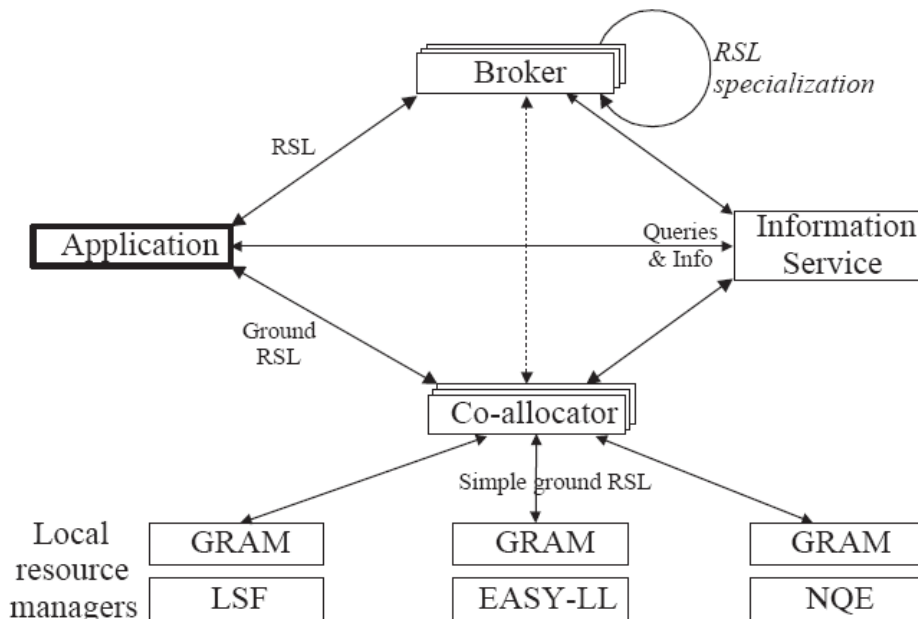 Broker
RSL
specialization
RSL
Application
Queries
& Info
Information
Service
Ground
RSL
Co-allocator
Simple ground RSL
Local
resource
managers
GRAM
GRAM
GRAM
LSF
EASY-LL
NQE